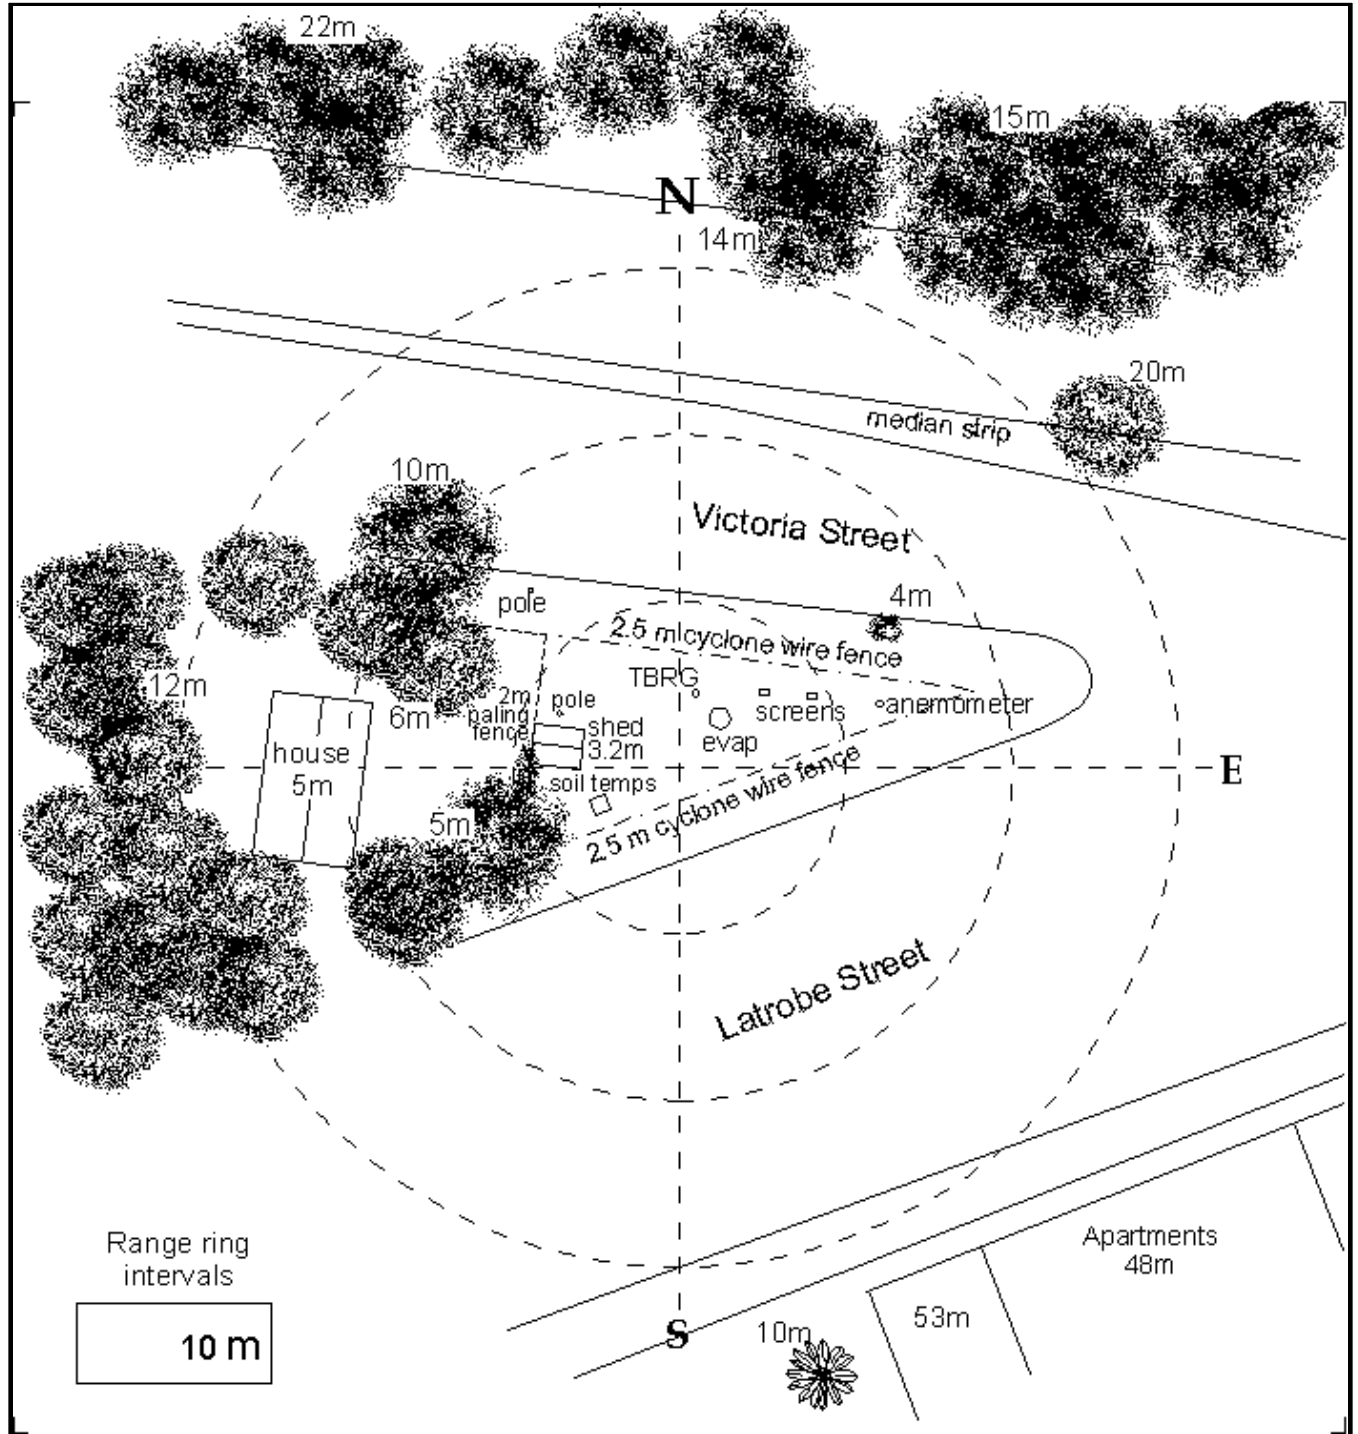 22m
15m
N
14m
20m
median strip
10m
Victoria Street
4m
pole
2.5 m cyclone wire fence
TBRG
12m
2m
paling
fence
pole
6m
screens
anemometer
shed
3.2m
evap
house
5m
E
soil temps
5m
2.5 m cyclone wire fence
Latrobe Street
Range ring
intervals
10 m
Apartments
48m
53m
10m
S